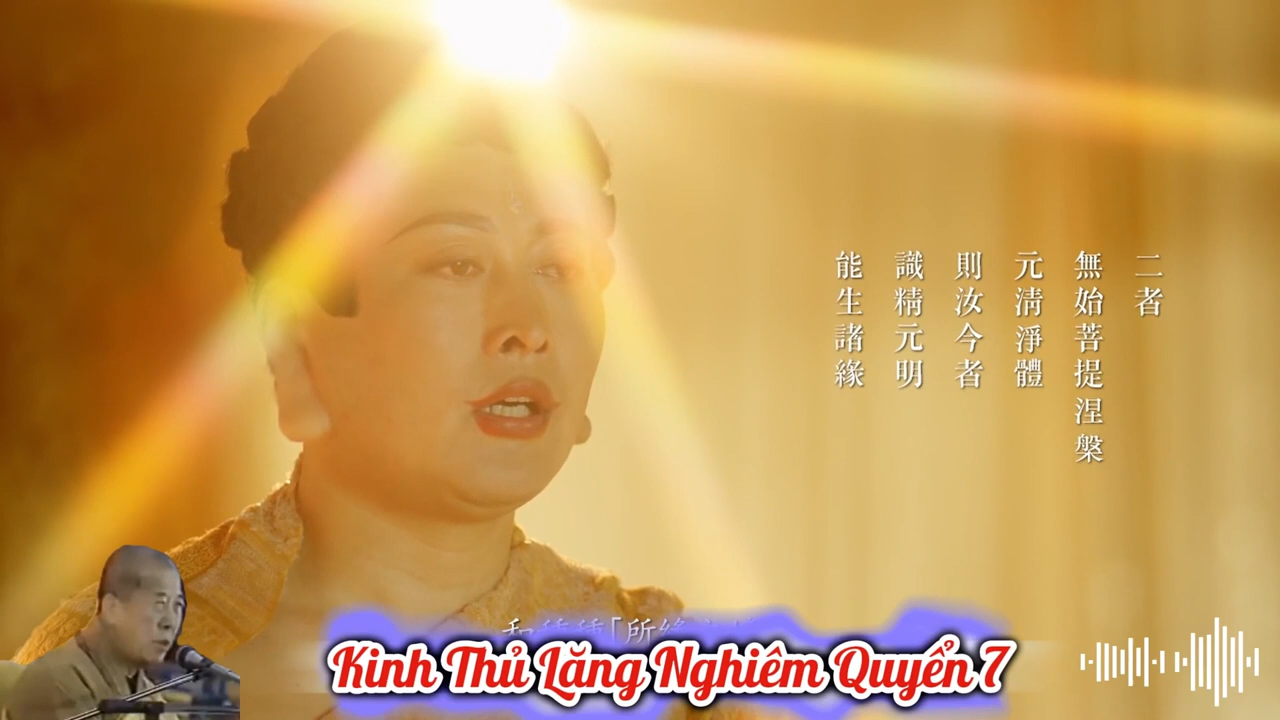 二者
無始菩提涅槃
元淸淨體
則汝今者
識精元明
能生諸緣
Kinh Thủ Lăng Nghiêm Quyển 7